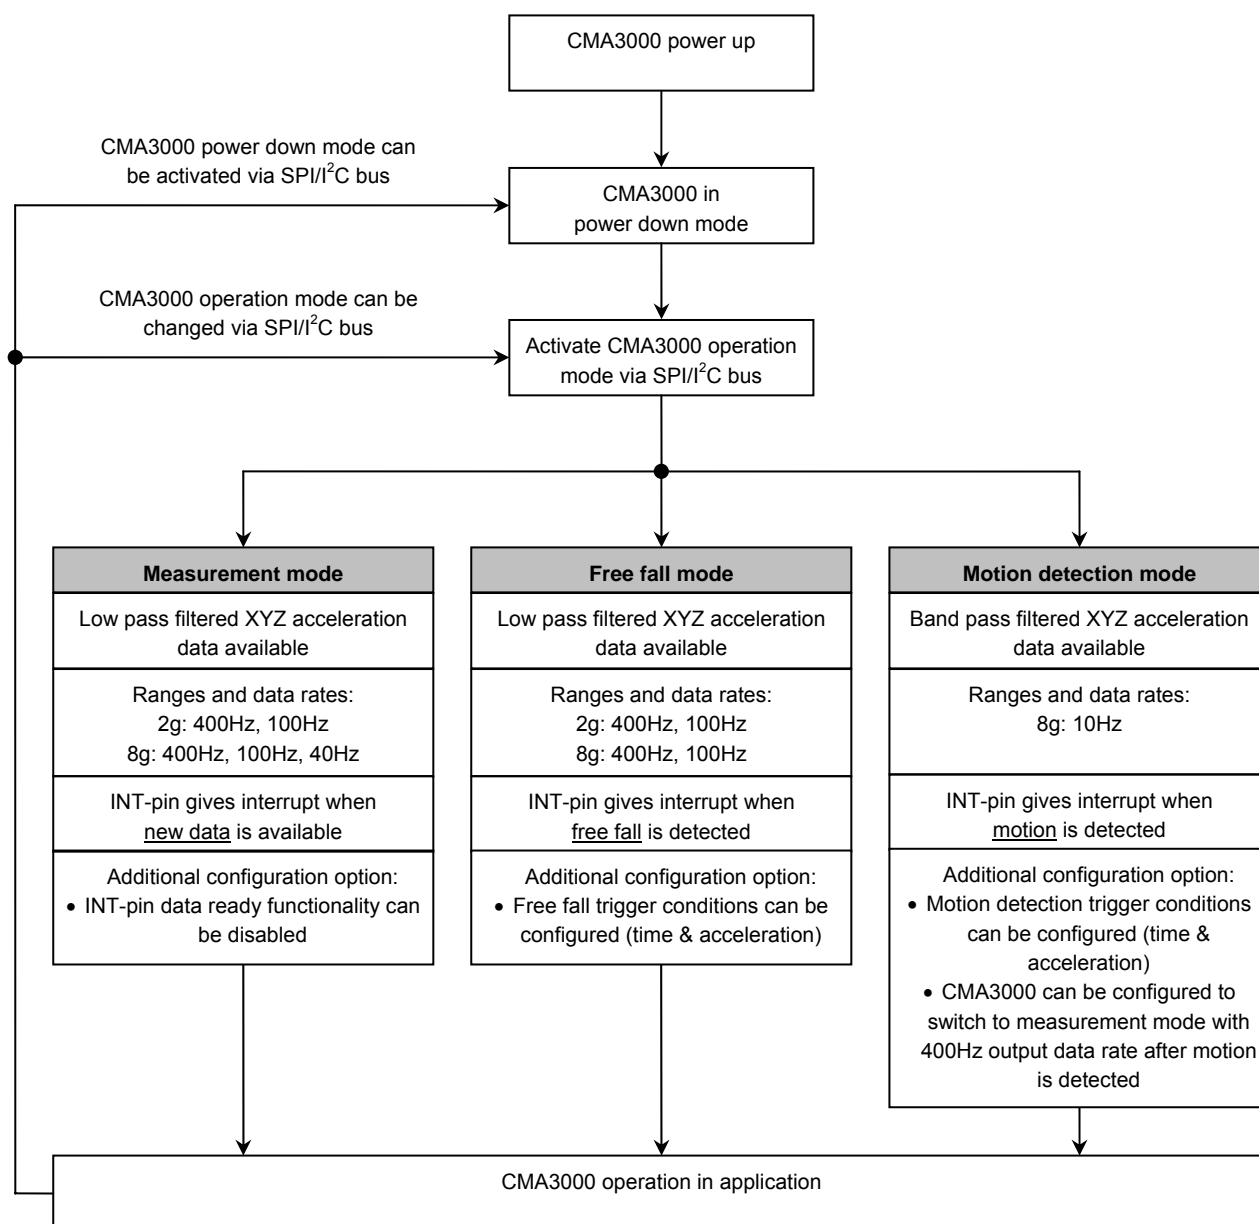 CMA3000 power up
CMA3000 power down mode can
be activated via SPI/I²C bus
CMA3000 in
power down mode
CMA3000 operation mode can be
changed via SPI/I²C bus
Activate CMA3000 operation
mode via SPI/I²C bus
Measurement mode
Low pass filtered XYZ acceleration
data available
Ranges and data rates:
2g: 400Hz, 100Hz
8g: 400Hz, 100Hz, 40Hz
INT-pin gives interrupt when
new data is available
Additional configuration option:
• INT-pin data ready functionality can
be disabled
Free fall mode
Low pass filtered XYZ acceleration
data available
Ranges and data rates:
2g: 400Hz, 100Hz
8g: 400Hz, 100Hz
INT-pin gives interrupt when
free fall is detected
Additional configuration option:
• Free fall trigger conditions can be
configured (time & acceleration)
Motion detection mode
Band pass filtered XYZ acceleration
data available
Ranges and data rates:
8g: 10Hz
INT-pin gives interrupt when
motion is detected
Additional configuration option:
• Motion detection trigger conditions
can be configured (time &
acceleration)
• CMA3000 can be configured to
switch to measurement mode with
400Hz output data rate after motion
is detected
CMA3000 operation in application